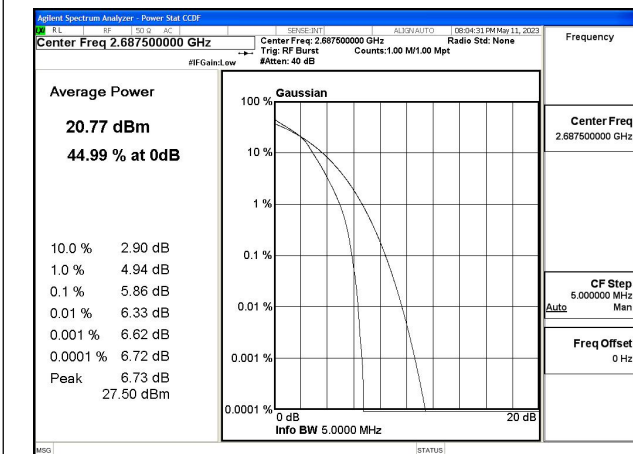 Agilent Spectrum Analyzer - Power Stat CCDF
RL RF 50 Ω AC SENSE:INT ALIGN AUTO 08:04:31 PM May 11, 2023
Center Freq 2.687500000 GHz
Center Freq: 2.687500000 GHz Radio Std: None
Trig: RF Burst Counts:1.00 M/1.00 Mpt
#IFGain:Low #Atten: 40 dB
Frequency
Average Power
20.77 dBm
44.99 % at 0dB
10.0 % 2.90 dB
1.0 % 4.94 dB
0.1 % 5.86 dB
0.01 % 6.33 dB
0.001 % 6.62 dB
0.0001 % 6.72 dB
Peak 6.73 dB
27.50 dBm
Gaussian
100 %
10 %
1 %
0.1 %
0.01 %
0.001 %
0.0001 %
0 dB 20 dB
Info BW 5.0000 MHz
Center Freq
2.687500000 GHz
CF Step
5.000000 MHz
Auto Man
Freq Offset
0 Hz
MSG STATUS